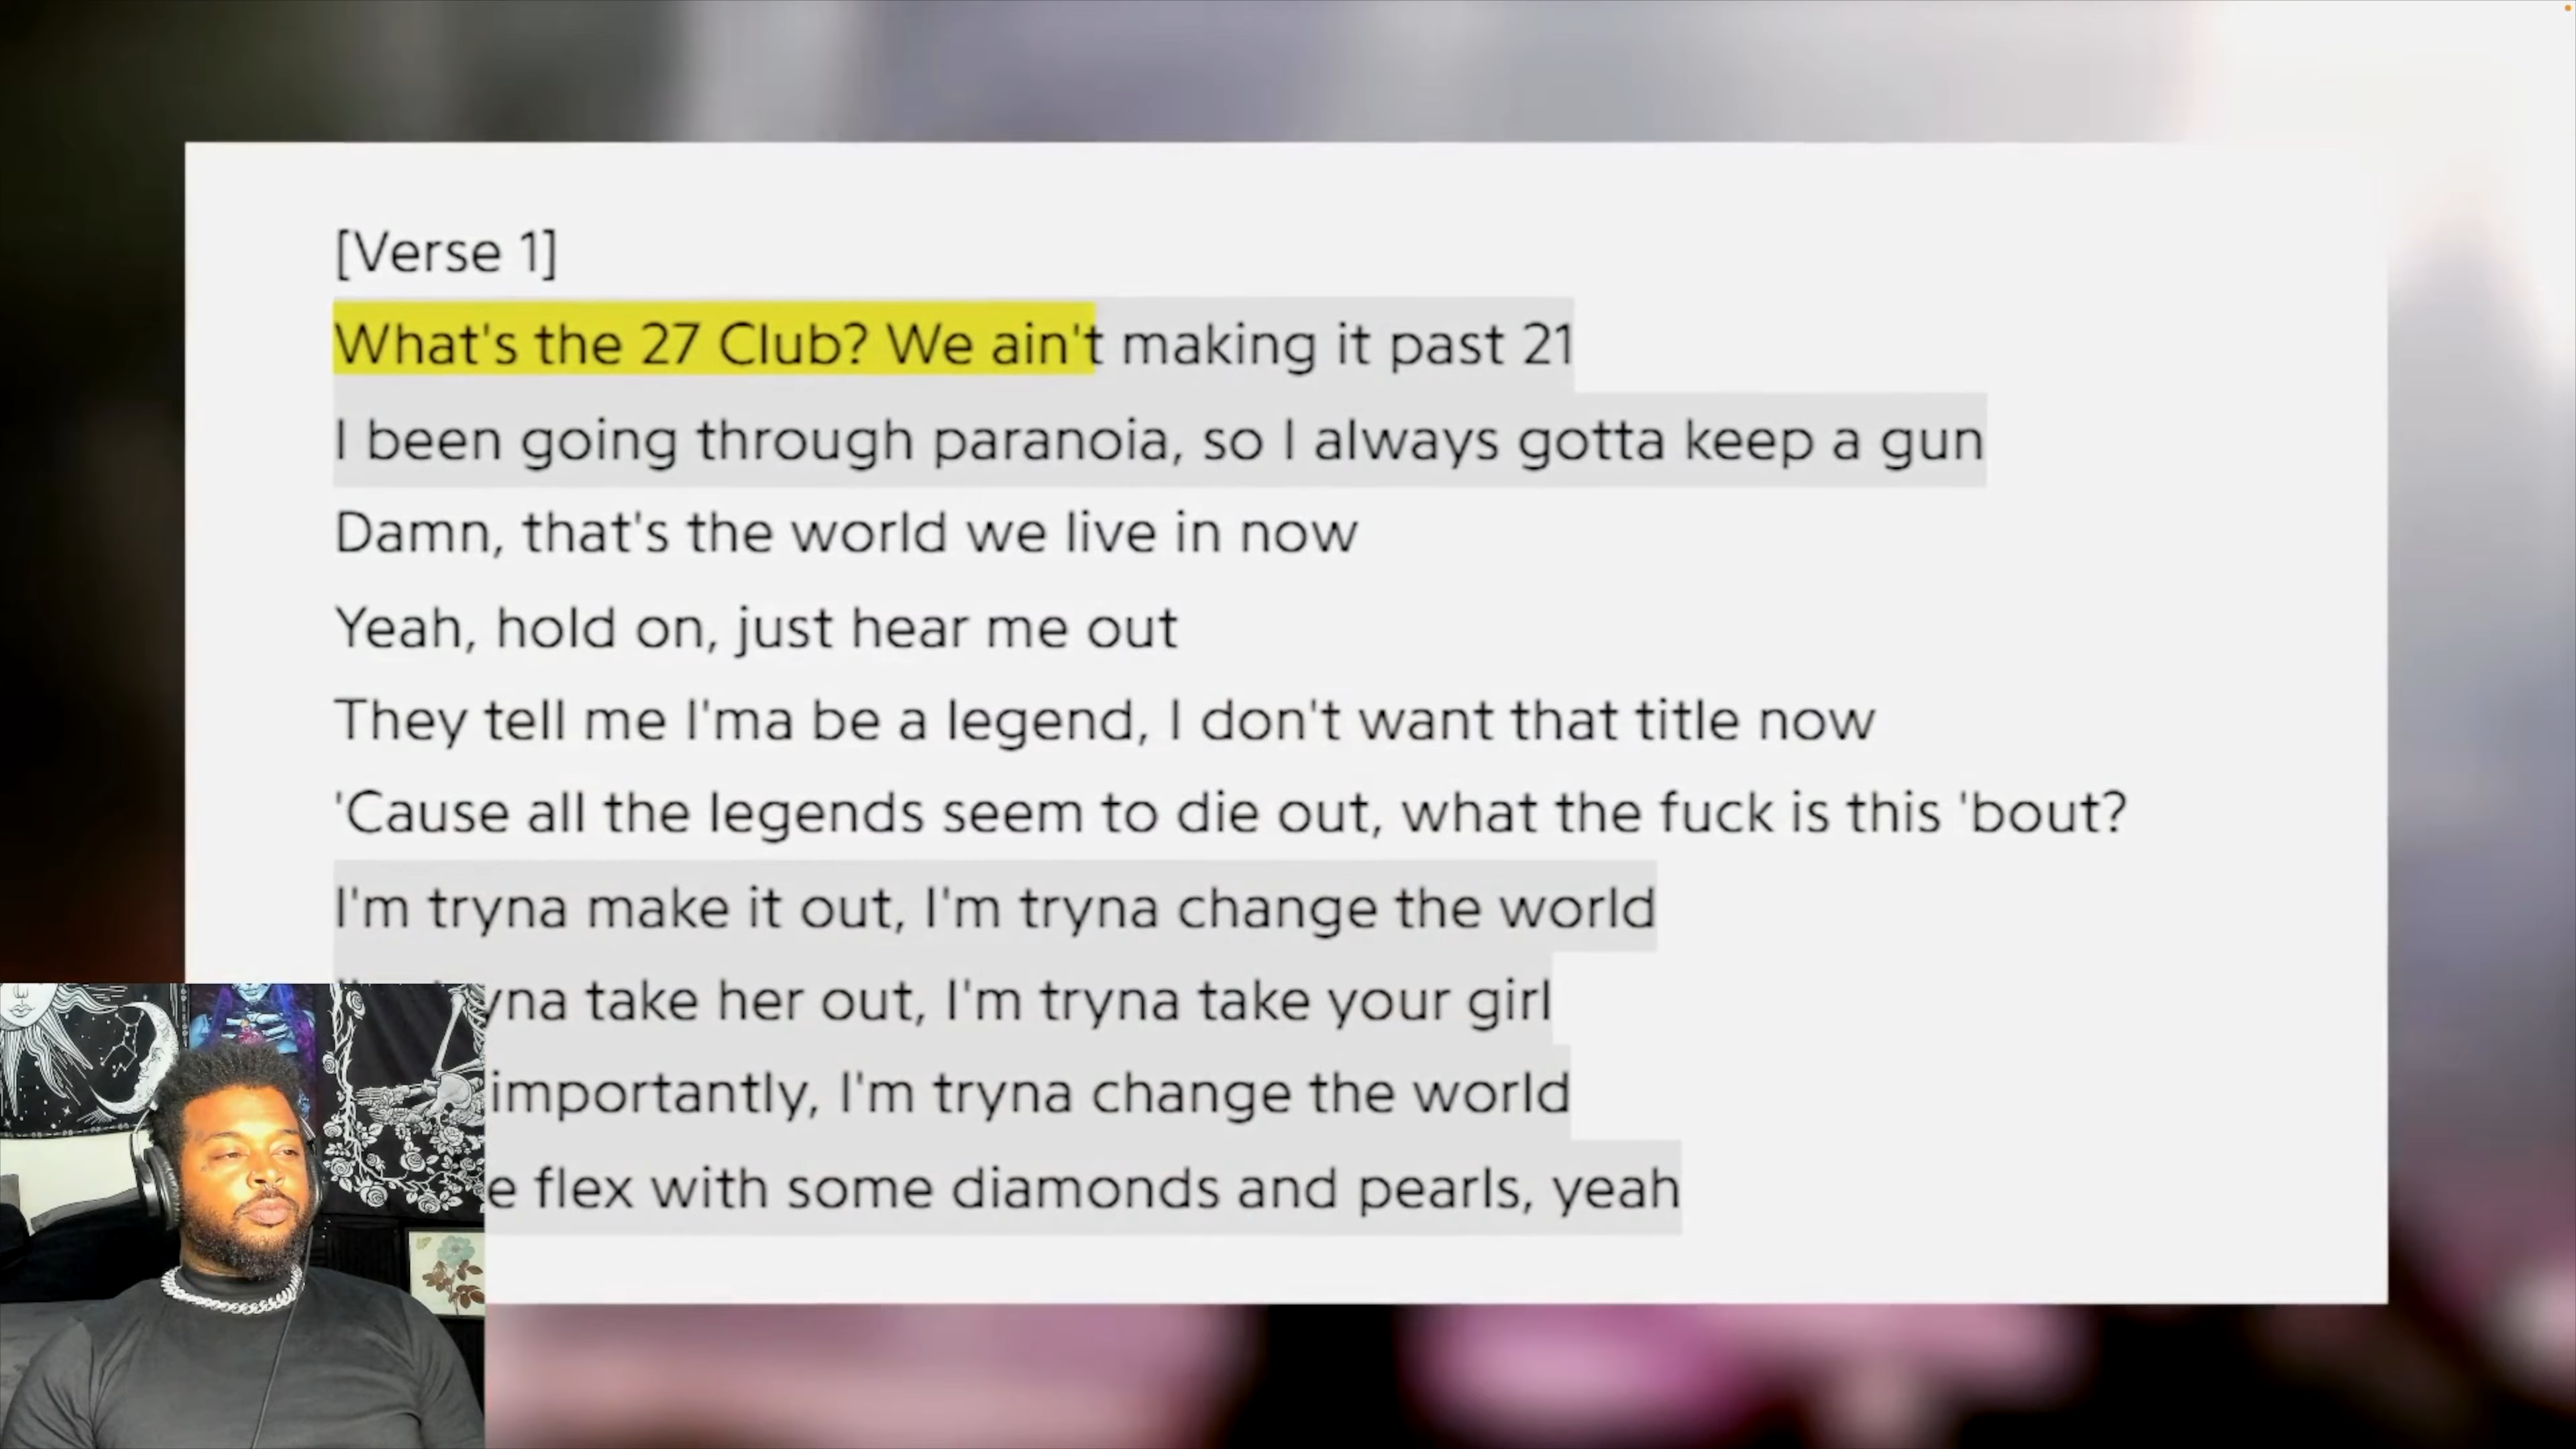 [Verse 1]
What's the 27 Club? We ain't making it past 21
I been going through paranoia, so I always gotta keep a gun
Damn, that's the world we live in now
Yeah, hold on, just hear me out
They tell me I'ma be a legend, I don't want that title now
'Cause all the legends seem to die out, what the fuck is this 'bout?
I'm tryna make it out, I'm tryna change the world
take her out, I'm tryna take your girl
importantly, I'm tryna change the world
flex with some diamonds and pearls, yeah